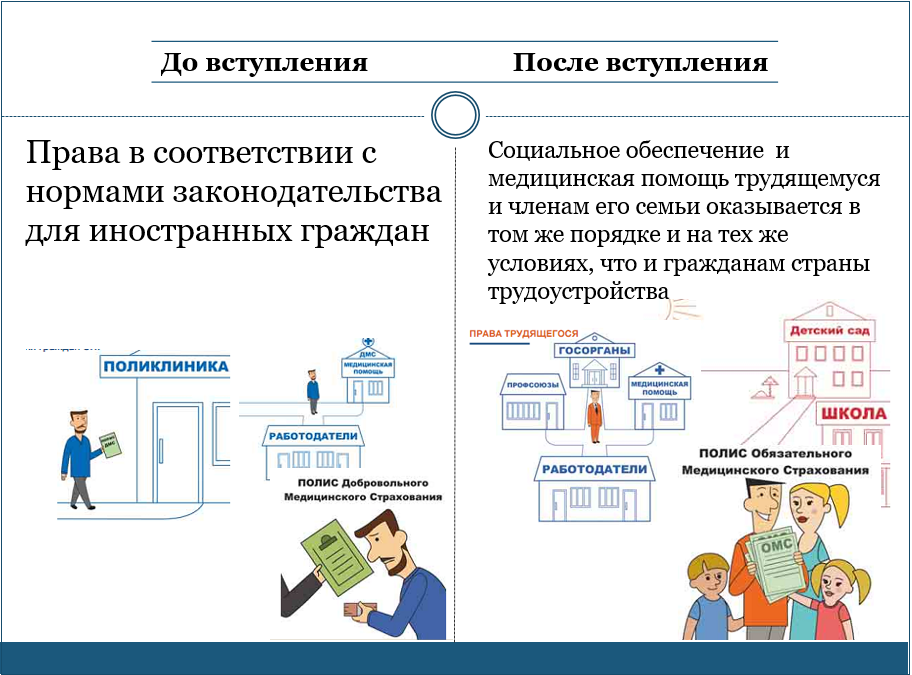 До вступления
После вступления
Права в соответствии с
нормами законодательства
для иностранных граждан
Социальное обеспечение и
медицинская помощь трудящемуся
и членам его семьи оказывается в
том же порядке и на тех же
условиях, что и гражданам страны
трудоустройства
ПОЛИКЛИНИКА
ПОЛИС
ДМС
ДМС
МЕДИЦИНСКАЯ
ПОМОЩЬ
РАБОТОДАТЕЛИ
ПОЛИС Добровольного
Медицинского Страхования
ПРАВА ТРУДЯЩЕГОСЯ
ГОСОРГАНЫ
ПРОФСОЮЗЫ
МЕДИЦИНСКАЯ
ПОМОЩЬ
РАБОТОДАТЕЛИ
Детский сад
ШКОЛА
ПОЛИС Обязательного
Медицинского Страхования
ОМС